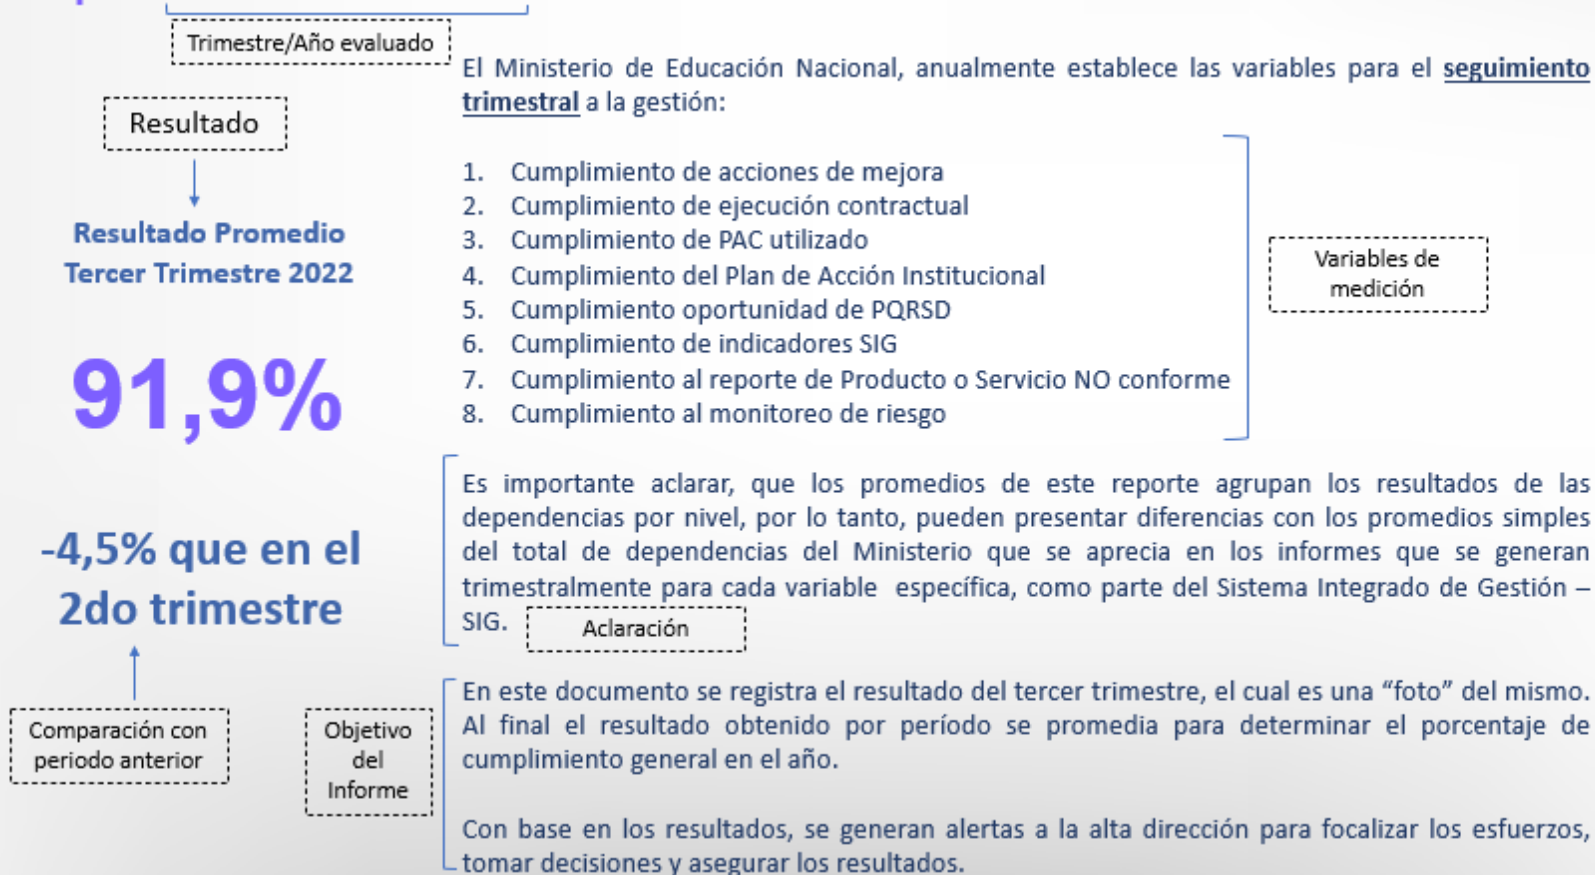 Trimestre/Año evaluado
El Ministerio de Educación Nacional, anualmente establece las variables para el seguimiento
trimestral a la gestión:
Resultado
Resultado Promedio
Tercer Trimestre 2022
91,9%
-4,5% que en el
2do trimestre
Comparación con
periodo anterior
1. Cumplimiento de acciones de mejora
2. Cumplimiento de ejecución contractual
3. Cumplimiento de PAC utilizado
4. Cumplimiento del Plan de Acción Institucional
5. Cumplimiento oportunidad de PQRSD
6. Cumplimiento de indicadores SIG
7. Cumplimiento al reporte de Producto o Servicio NO conforme
8. Cumplimiento al monitoreo de riesgo
Variables de
medición
Es importante aclarar, que los promedios de este reporte agrupan los resultados de las
dependencias por nivel, por lo tanto, pueden presentar diferencias con los promedios simples
del total de dependencias del Ministerio que se aprecia en los informes que se generan
trimestralmente para cada variable específica, como parte del Sistema Integrado de Gestión –
SIG.
Aclaración
Objetivo
del
Informe
En este documento se registra el resultado del tercer trimestre, el cual es una “foto” del mismo.
Al final el resultado obtenido por período se promedia para determinar el porcentaje de
cumplimiento general en el año.
Con base en los resultados, se generan alertas a la alta dirección para focalizar los esfuerzos,
tomar decisiones y asegurar los resultados.